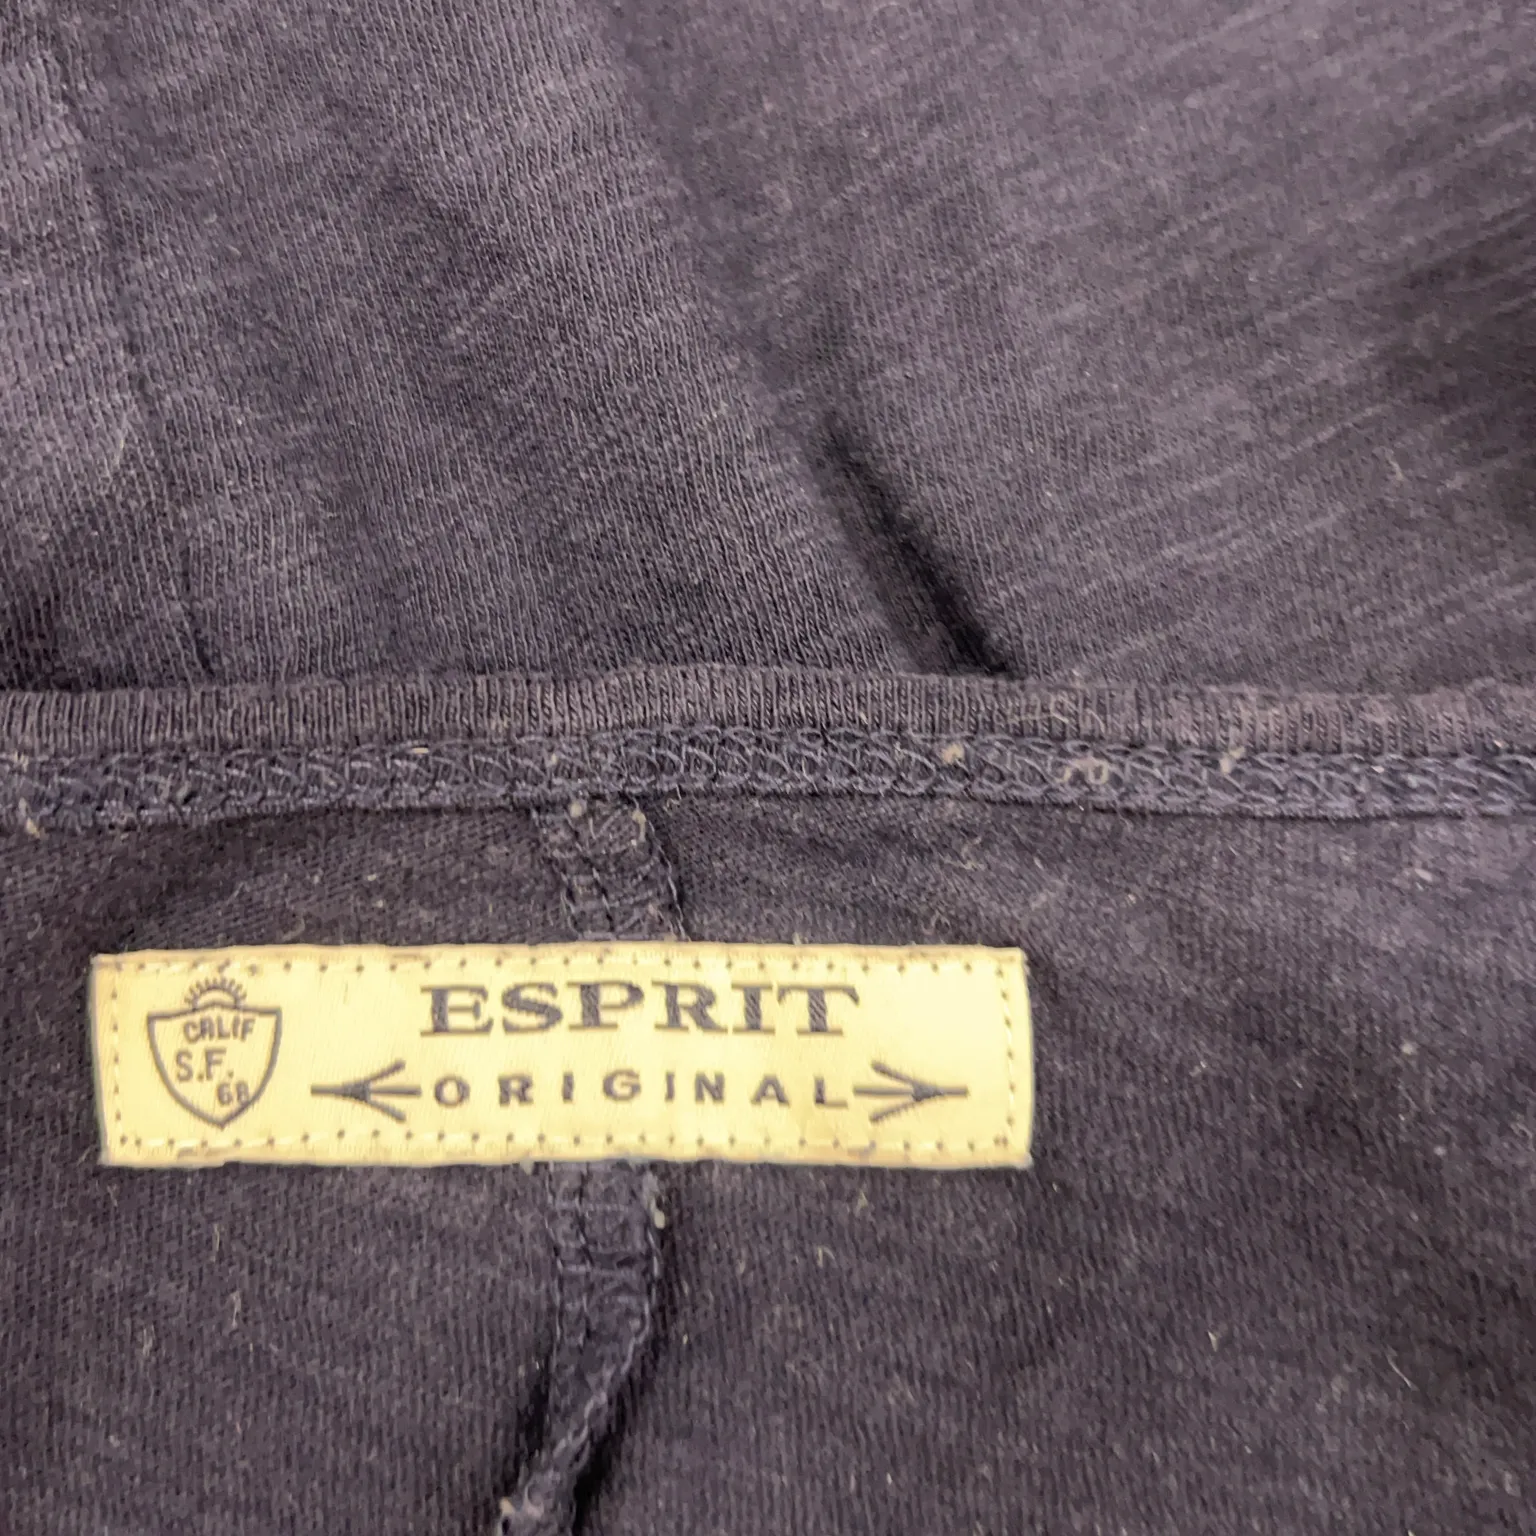 CALIF
S.F.
68
ESPRIT
ORIGINAL